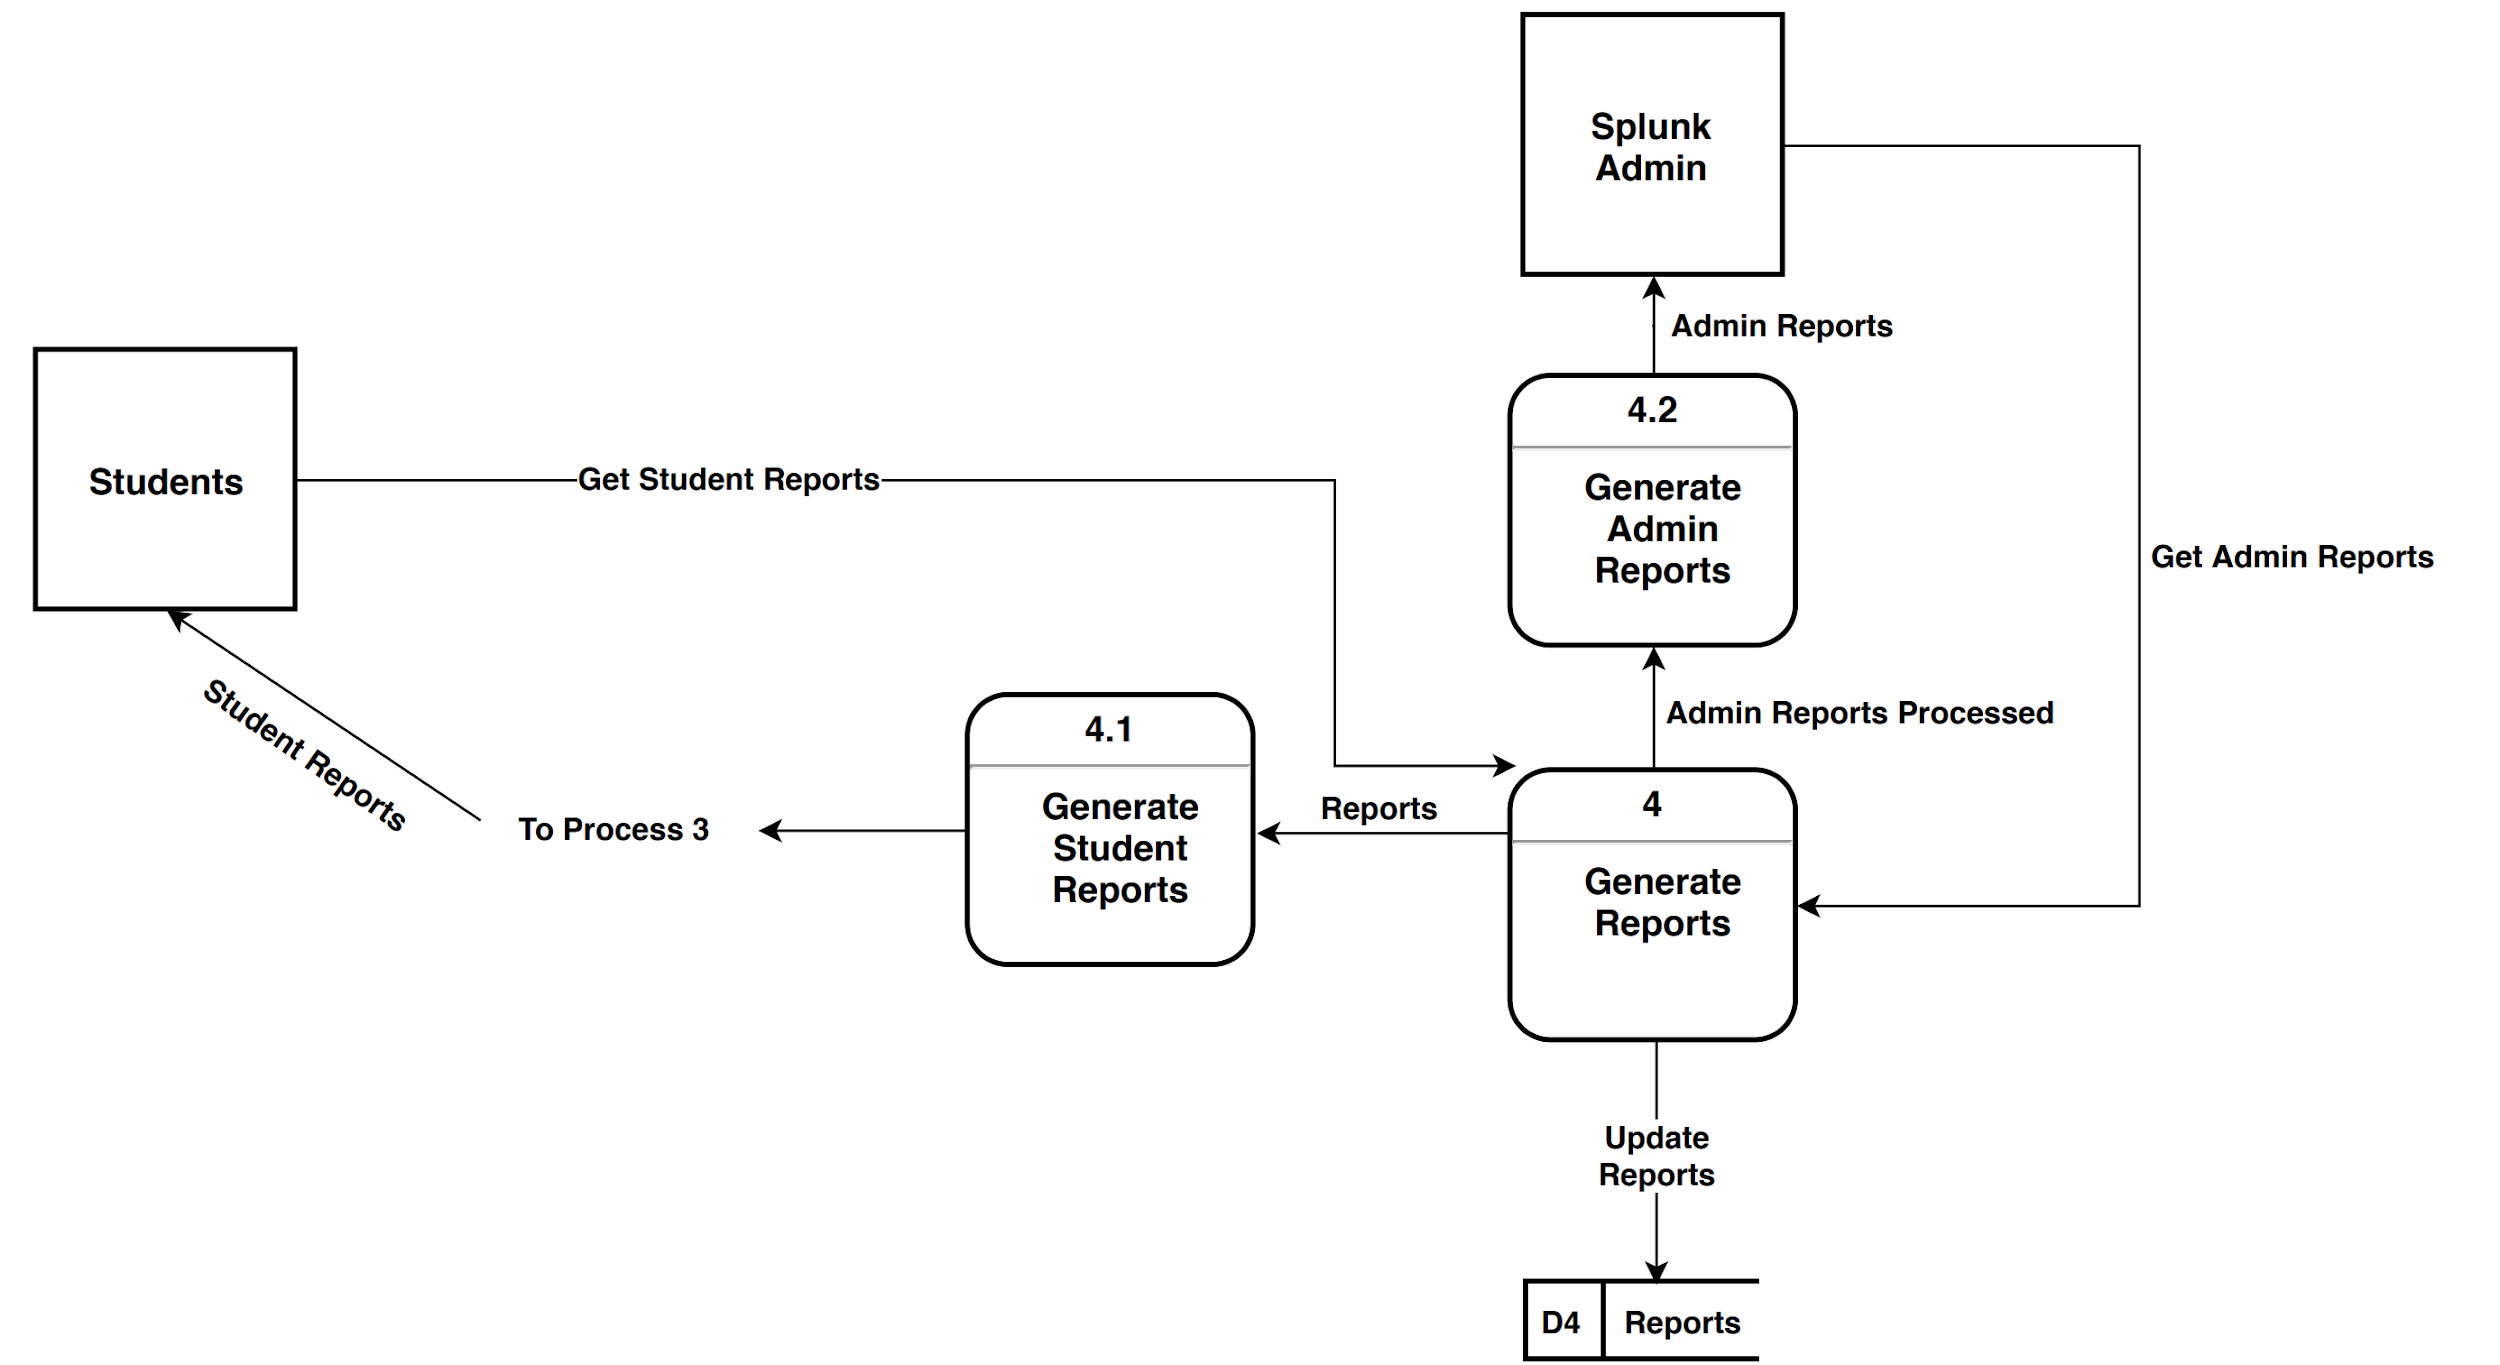 Splunk
Admin
Admin Reports
4.2
Generate
Admin
Reports
Students
Get Student Reports
Get Admin Reports
Student Reports
To Process 3
4.1
Generate
Student
Reports
Reports
Admin Reports Processed
4
Generate
Reports
Update
Reports
D4
Reports